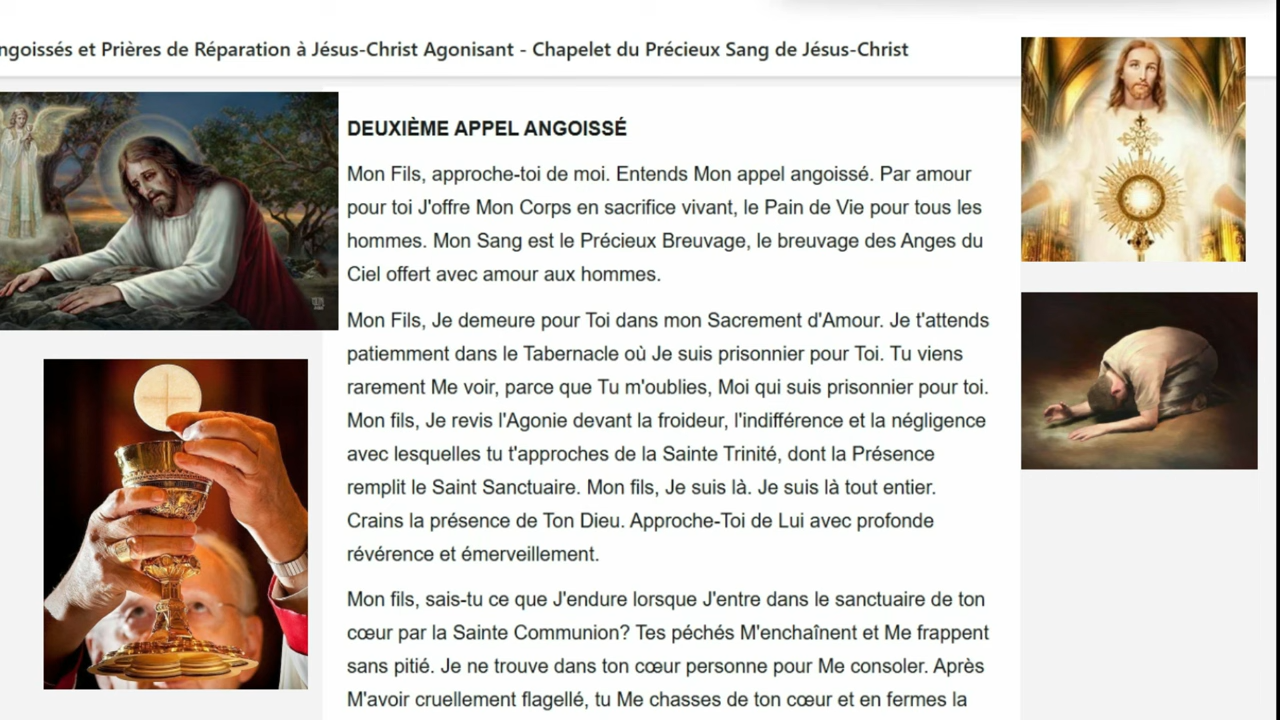 ngoissés et Prières de Réparation à Jésus-Christ Agonisant - Chapelet du Précieux Sang de Jésus-Christ
DEUXIÈME APPEL ANGOISSÉ
Mon Fils, approche-toi de moi. Entends Mon appel angoissé. Par amour
pour toi J'offre Mon Corps en sacrifice vivant, le Pain de Vie pour tous les
hommes. Mon Sang est le Précieux Breuvage, le breuvage des Anges du
Ciel offert avec amour aux hommes.
Mon Fils, Je demeure pour Toi dans mon Sacrement d'Amour. Je t'attends
patiemment dans le Tabernacle où Je suis prisonnier pour Toi. Tu viens
rarement Me voir, parce que Tu m'oublies, Moi qui suis prisonnier pour toi.
Mon fils, Je revis l'Agonie devant la froideur, l'indifférence et la négligence
avec lesquelles tu t'approches de la Sainte Trinité, dont la Présence
remplit le Saint Sanctuaire. Mon fils, Je suis là. Je suis là tout entier.
Crains la présence de Ton Dieu. Approche-Toi de Lui avec profonde
révérence et émerveillement.
Mon fils, sais-tu ce que J'endure lorsque J'entre dans le sanctuaire de ton
cœur par la Sainte Communion? Tes péchés M'enchaînent et Me frappent
sans pitié. Je ne trouve dans ton cœur personne pour Me consoler. Après
M'avoir cruellement flagellé, tu Me chasses de ton cœur et en fermes la